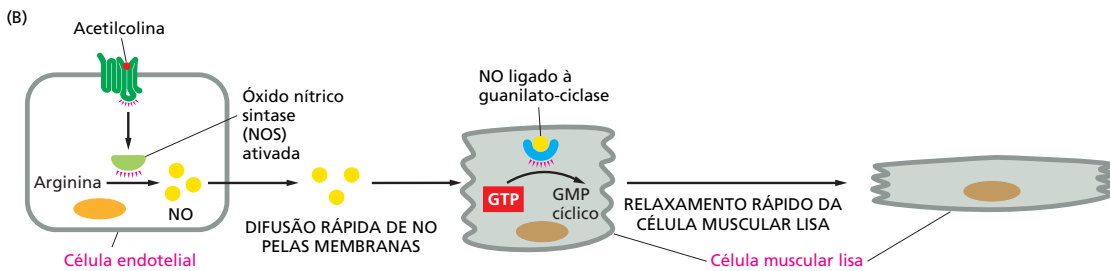 (B)
Acetilcolina
Óxido nítrico
sintase
(NOS)
ativada
Arginina
NO
Célula endotelial
DIFUSÃO RÁPIDA DE NO
PELAS MEMBRANAS
NO ligado à
guanilato-ciclase
GTP
GMP
cíclico
RELAXAMENTO RÁPIDO DA
CÉLULA MUSCULAR LISA
Célula muscular lisa